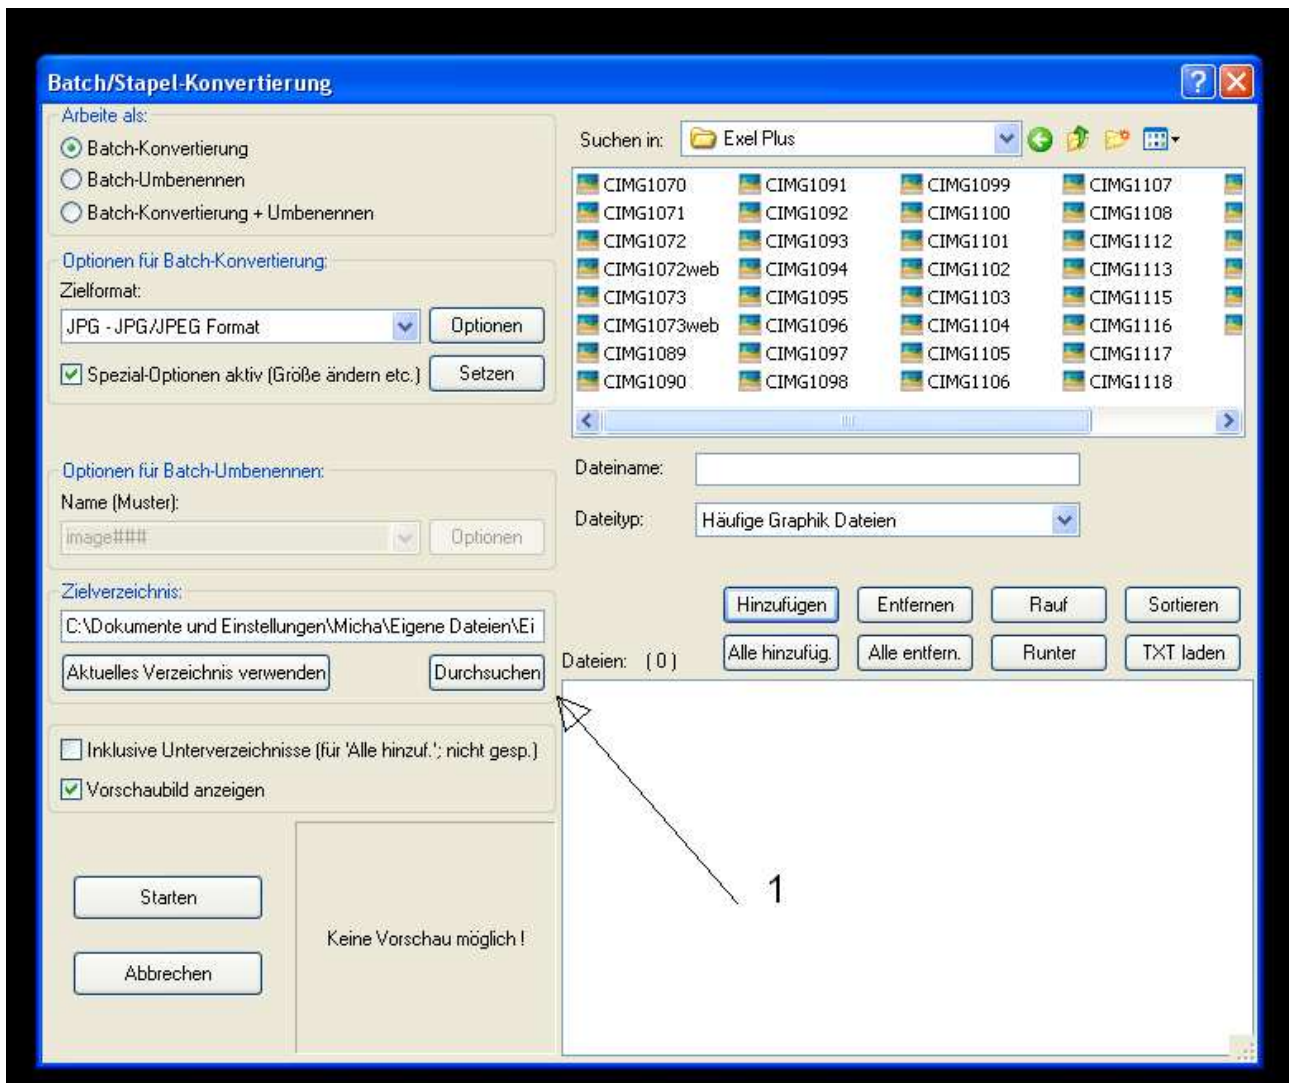 Batch/Stapel-Konvertierung
Arbeite als:
Batch-Konvertierung
Batch-Umbenennen
Batch-Konvertierung + Umbenennen
Optionen für Batch-Konvertierung:
Zielformat:
JPG - JPG/JPEG Format
Optionen
Spezial-Optionen aktiv (Größe ändern etc.)
Setzen
Optionen für Batch-Umbenennen:
Name (Muster):
image###
Optionen
Zielverzeichnis:
C:\Dokumente und Einstellungen\Micha\Eigene Dateien\Ei
Aktuelles Verzeichnis verwenden
Durchsuchen
Inklusive Unterverzeichnisse (für 'Alle hinzuf.'; nicht gesp.)
Vorschaubild anzeigen
Starten
Abbrechen
Keine Vorschau möglich !
Suchen in:
Exel Plus
CIMG1070 CIMG1091 CIMG1099 CIMG1107
CIMG1071 CIMG1092 CIMG1100 CIMG1108
CIMG1072 CIMG1093 CIMG1101 CIMG1112
CIMG1072web CIMG1094 CIMG1102 CIMG1113
CIMG1073 CIMG1095 CIMG1103 CIMG1115
CIMG1073web CIMG1096 CIMG1104 CIMG1116
CIMG1089 CIMG1097 CIMG1105 CIMG1117
CIMG1090 CIMG1098 CIMG1106 CIMG1118
Dateiname:
Dateityp:
Häufige Graphik Dateien
Hinzufügen Entfernen Rauf Sortieren
Dateien: ( 0 )
Alle hinzufüg. Alle entfern. Runter TXT laden
1